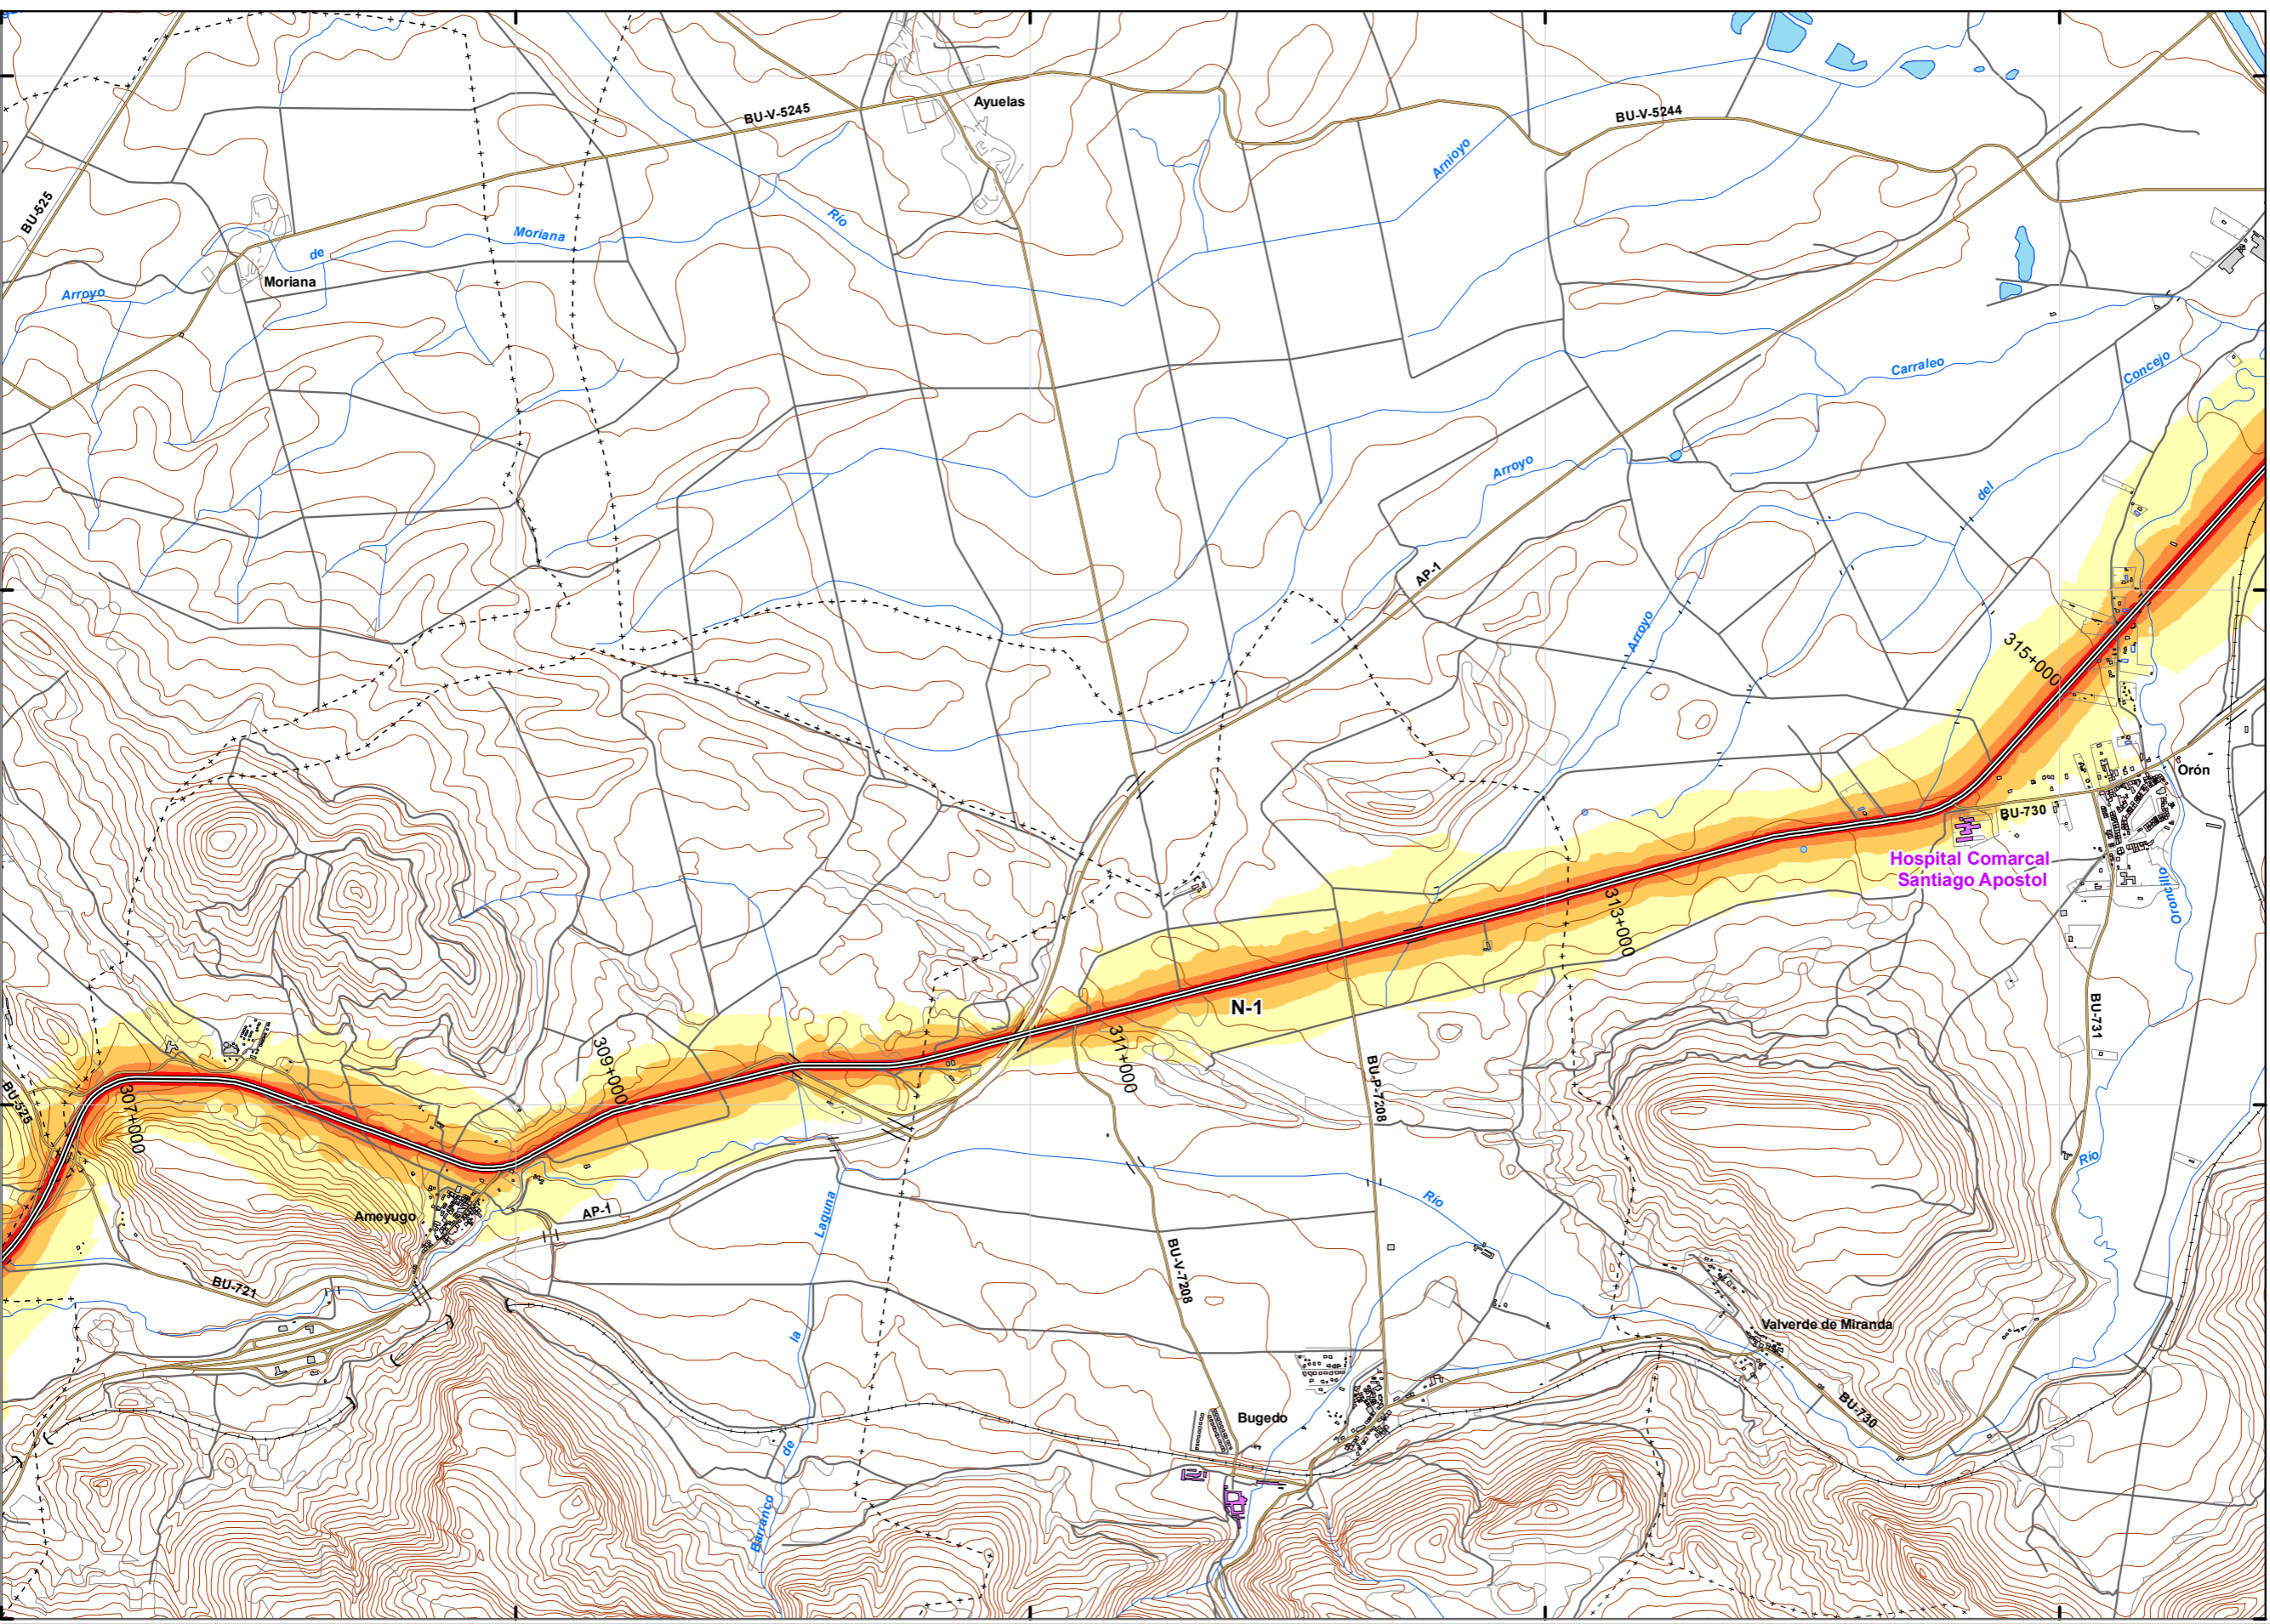 Ayuelas
BU-V-5245
BU-V-5244
Arnioyo
BU-525
Río
Moriana
de
Moriana
Arroyo
Carraleo
Concejo
Arroyo
del
AP-1
Arroyo
315+000
Orón
BU-730
Hospital Comarcal
Santiago Apostol
Oroncillo
313+000
N-1
BU-731
311+000
309+000
BU-P-7208
307+000
BU-525
Río
Río
Ameyugo
AP-1
Laguna
BU-V-7208
BU-721
la
Valverde de Miranda
BU-730
Bugedo
de
Barranco